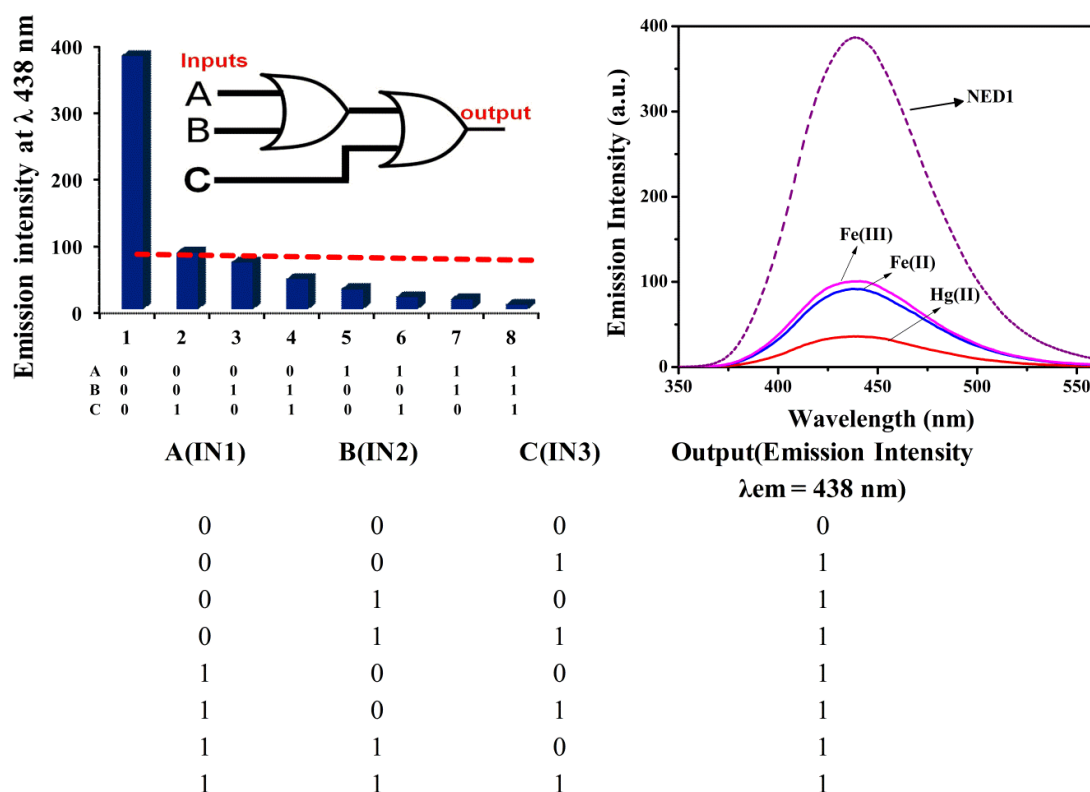 Emission intensity at λ 438 nm
400
300
200
100
0
Inputs
A
B
C
output
1 2 3 4 5 6 7 8
A 0 0 0 0 1 1 1 1
B 0 0 1 1 0 0 1 1
C 0 1 0 1 0 1 0 1
Emission Intensity (a.u.)
400
300
200
100
0
NED1
Fe(III)
Fe(II)
Hg(II)
350 400 450 500 550
Wavelength (nm)
A(IN1) B(IN2) C(IN3) Output(Emission Intensity
λem = 438 nm)
0 0 0 0
0 0 1 1
0 1 0 1
0 1 1 1
1 0 0 1
1 0 1 1
1 1 0 1
1 1 1 1